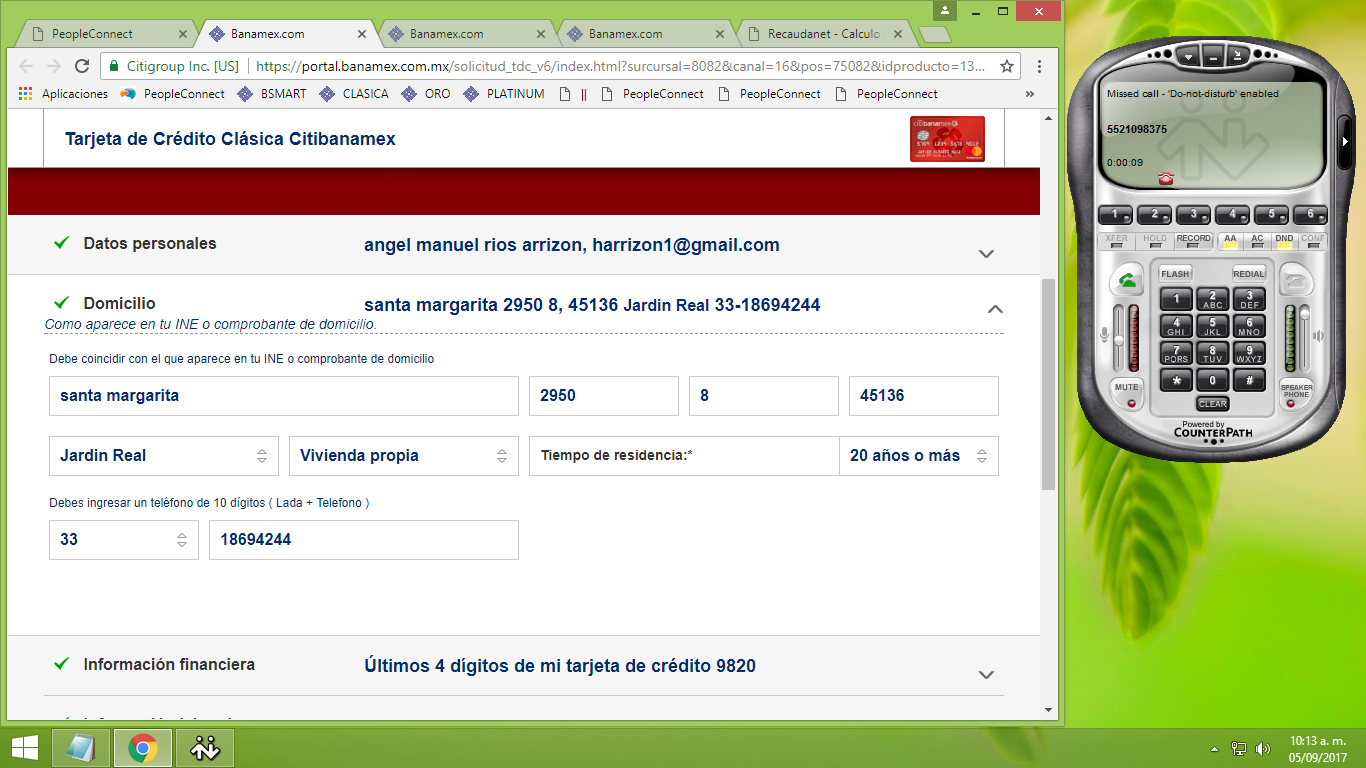 PeopleConnect
Banamex.com
Banamex.com
Banamex.com
Recaudanet - Calculo
Citigroup Inc. [US]
https://portal.banamex.com.mx/solicitud_tdc_v6/index.html?surcursal=8082&canal=16&pos=75082&idproducto=13...
Aplicaciones
PeopleConnect
BSMART
CLASICA
ORO
PLATINUM
||
PeopleConnect
PeopleConnect
PeopleConnect
»
Tarjeta de Crédito Clásica Citibanamex
citibanamex
Datos personales
angel manuel rios arrizon, harrizon1@gmail.com
Domicilio
santa margarita 2950 8, 45136 Jardin Real 33-18694244
Como aparece en tu INE o comprobante de domicilio.
Debe coincidir con el que aparece en tu INE o comprobante de domicilio
santa margarita
2950
8
45136
Jardin Real
Vivienda propia
Tiempo de residencia:*
20 años o más
Debes ingresar un teléfono de 10 dígitos ( Lada + Telefono )
33
18694244
Información financiera
Últimos 4 dígitos de mi tarjeta de crédito 9820
Missed call - 'Do-not-disturb' enabled
5521098375
0:00:09
1 2 3 4 5 6
XFER HOLD RECORD AA AC DND CONF
FLASH REDIAL
1 2 ABC 3 DEF
4 GHI 5 JKL 6 MNO
7 PQRS 8 TUV 9 WXYZ
* 0 #
MUTE
SPEAKER PHONE
CLEAR
Powered by
COUNTERPATH
10:13 a. m.
05/09/2017